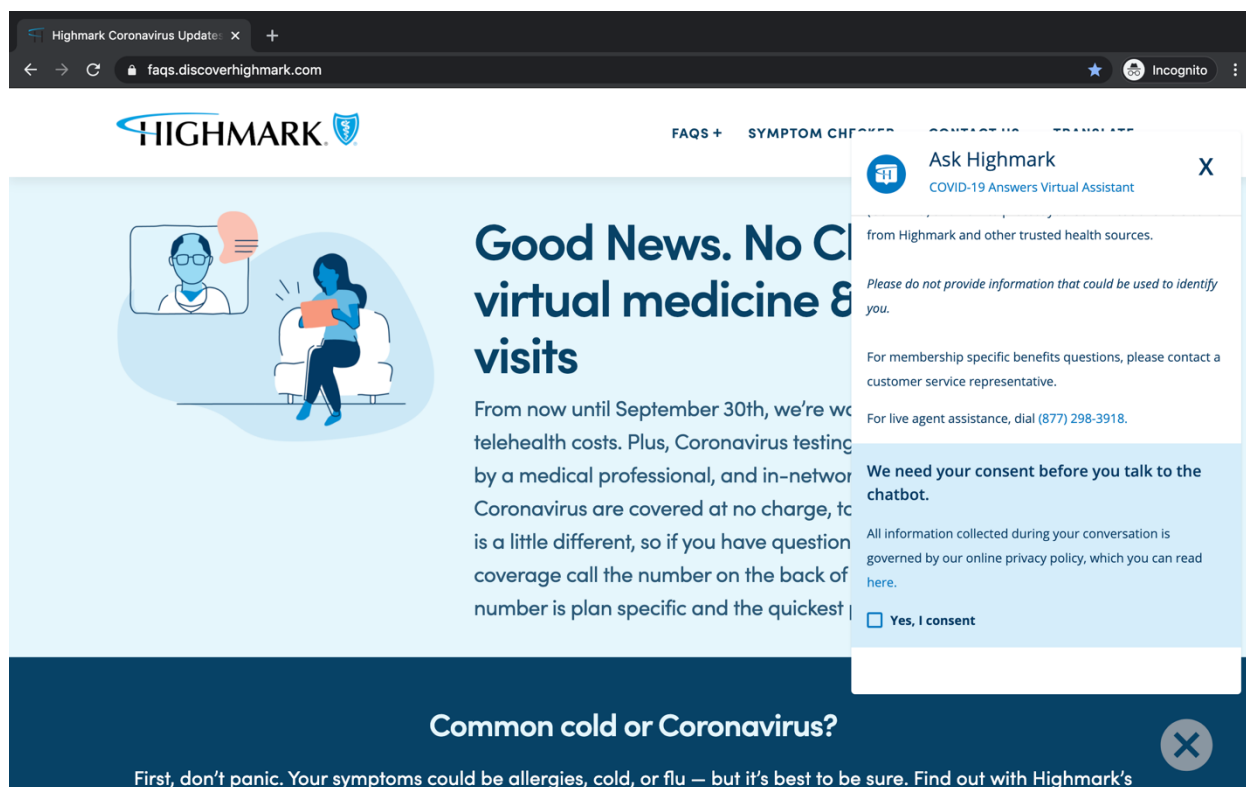 Highmark Coronavirus Updates
faqs.discoverhighmark.com
Incognito
HIGHMARK
FAQS + SYMPTOM CHECKER CONTACT US TRANSLATE
Ask Highmark
X
COVID-19 Answers Virtual Assistant
from Highmark and other trusted health sources.
Please do not provide information that could be used to identify
you.
For membership specific benefits questions, please contact a
customer service representative.
For live agent assistance, dial (877) 298-3918.
We need your consent before you talk to the
chatbot.
All information collected during your conversation is
governed by our online privacy policy, which you can read
here.
Yes, I consent
Good News. No
virtual medicine &
visits
From now until September 30th, we're
telehealth costs. Plus, Coronavirus testing
by a medical professional, and
Coronavirus are covered at no charge,
is a little different, so if you have
coverage call the number on the back of
number is plan specific and the quickest
Common cold or Coronavirus?
First, don't panic. Your symptoms could be allergies, cold, or flu — but it's best to be sure. Find out with Highmark's